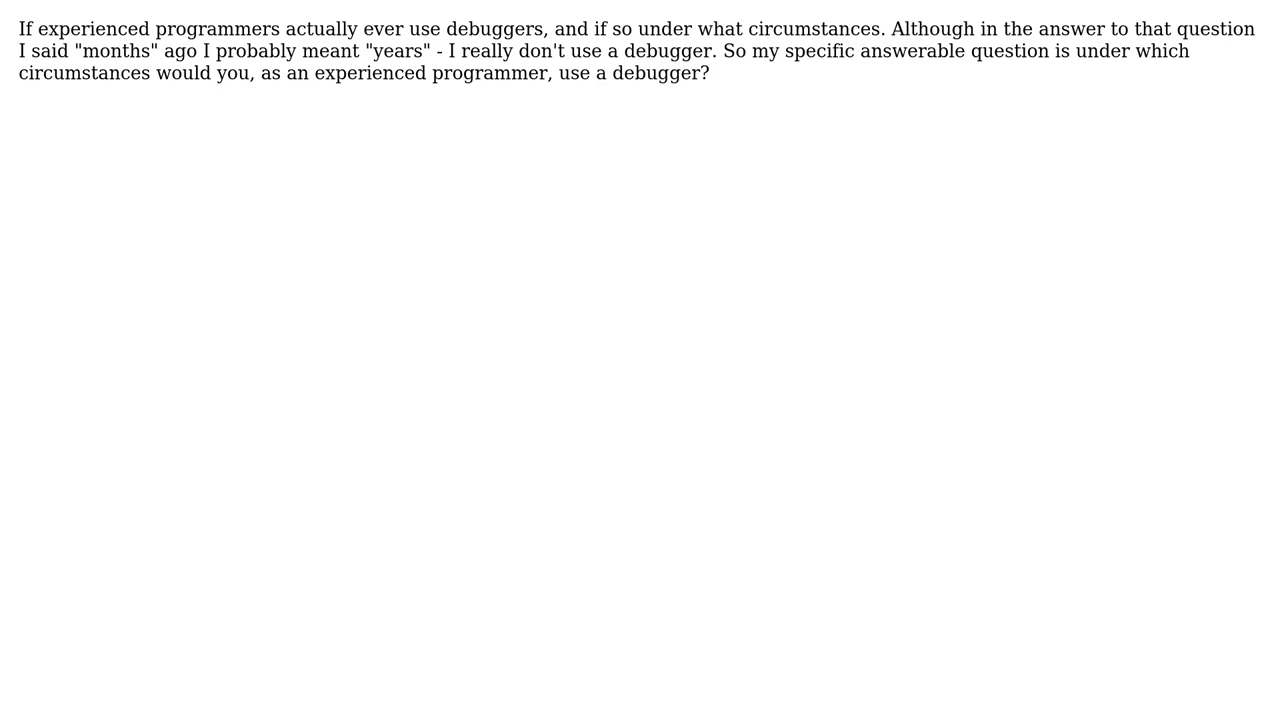 If experienced programmers actually ever use debuggers, and if so under what circumstances. Although in the answer to that question
I said "months" ago I probably meant "years" - I really don't use a debugger. So my specific answerable question is under which
circumstances would you, as an experienced programmer, use a debugger?